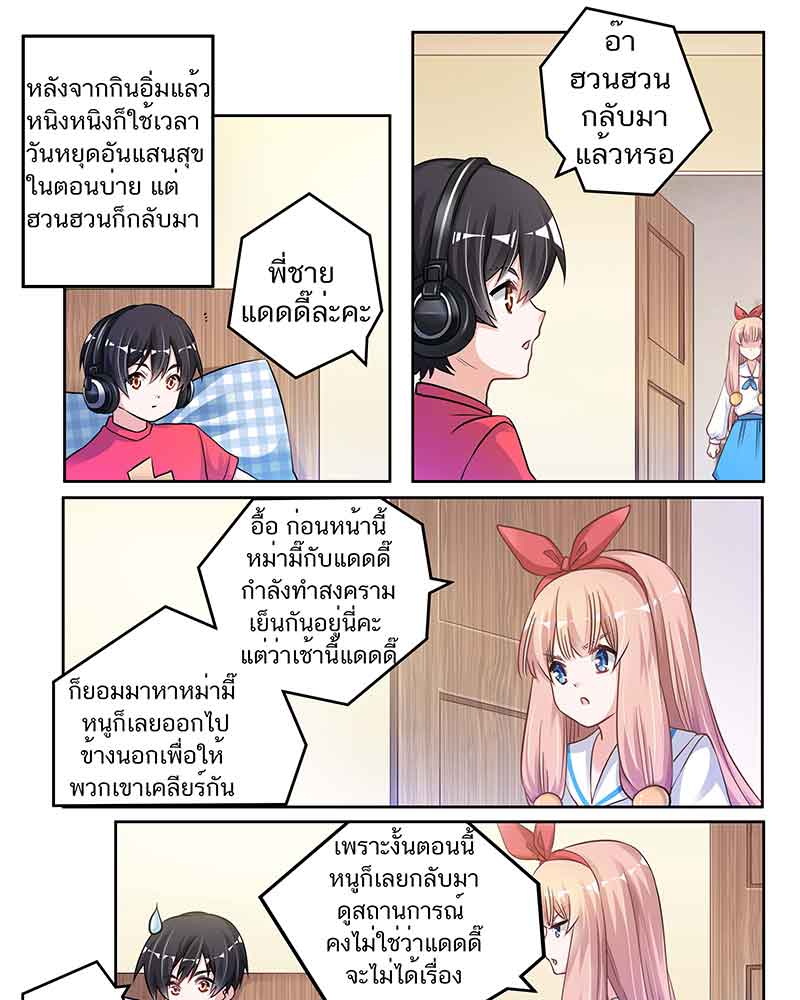 หลังจากกินอิ่มแล้ว
หนิงหนิงก็ใช้เวลา
วันหยุดอันแสนสุข
ในตอนบ่าย แต่
ฮวนฮวนก็กลับมา
อ๊า
ฮวนฮวน
กลับมา
แล้วหรอ
พี่ชาย
แดดดี๊ล่ะคะ
อื้อ ก่อนหน้านี้
หม่ามี๊กับแดดดี๊
กำลังทำสงคราม
เย็นกันอยู่นี่คะ
แต่ว่าเช้านี้แดดดี๊
ก็ยอมมาหาหม่ามี๊
หนูก็เลยออกไป
ข้างนอกเพื่อให้
พวกเขาเคลียร์กัน
เพราะงั้นตอนนี้
หนูก็เลยกลับมา
ดูสถานการณ์
คงไม่ใช่ว่าแดดดี๊
จะไม่ได้เรื่อง